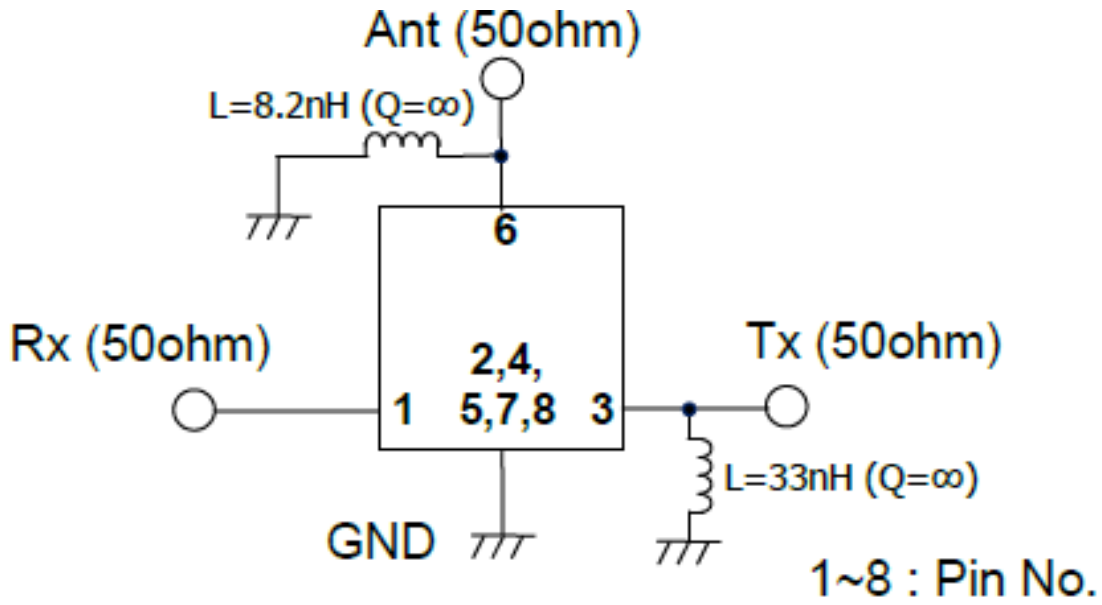 Ant (50ohm)
L=8.2nH (Q=∞)
6
Rx (50ohm)
Tx (50ohm)
2,4,
1 5,7,8 3
L=33nH (Q=∞)
GND
1~8 : Pin No.